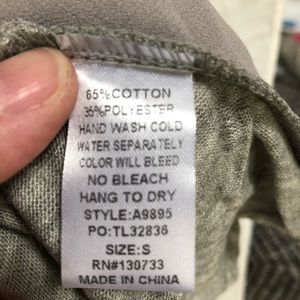 65%COTTON
35%POLYESTER
HAND WASH COLD
WATER SEPARATELY
COLOR WILL BLEED
NO BLEACH
HANG TO DRY
STYLE:A9895
PO:TL32836
SIZE:S
RN#130733
MADE IN CHINA